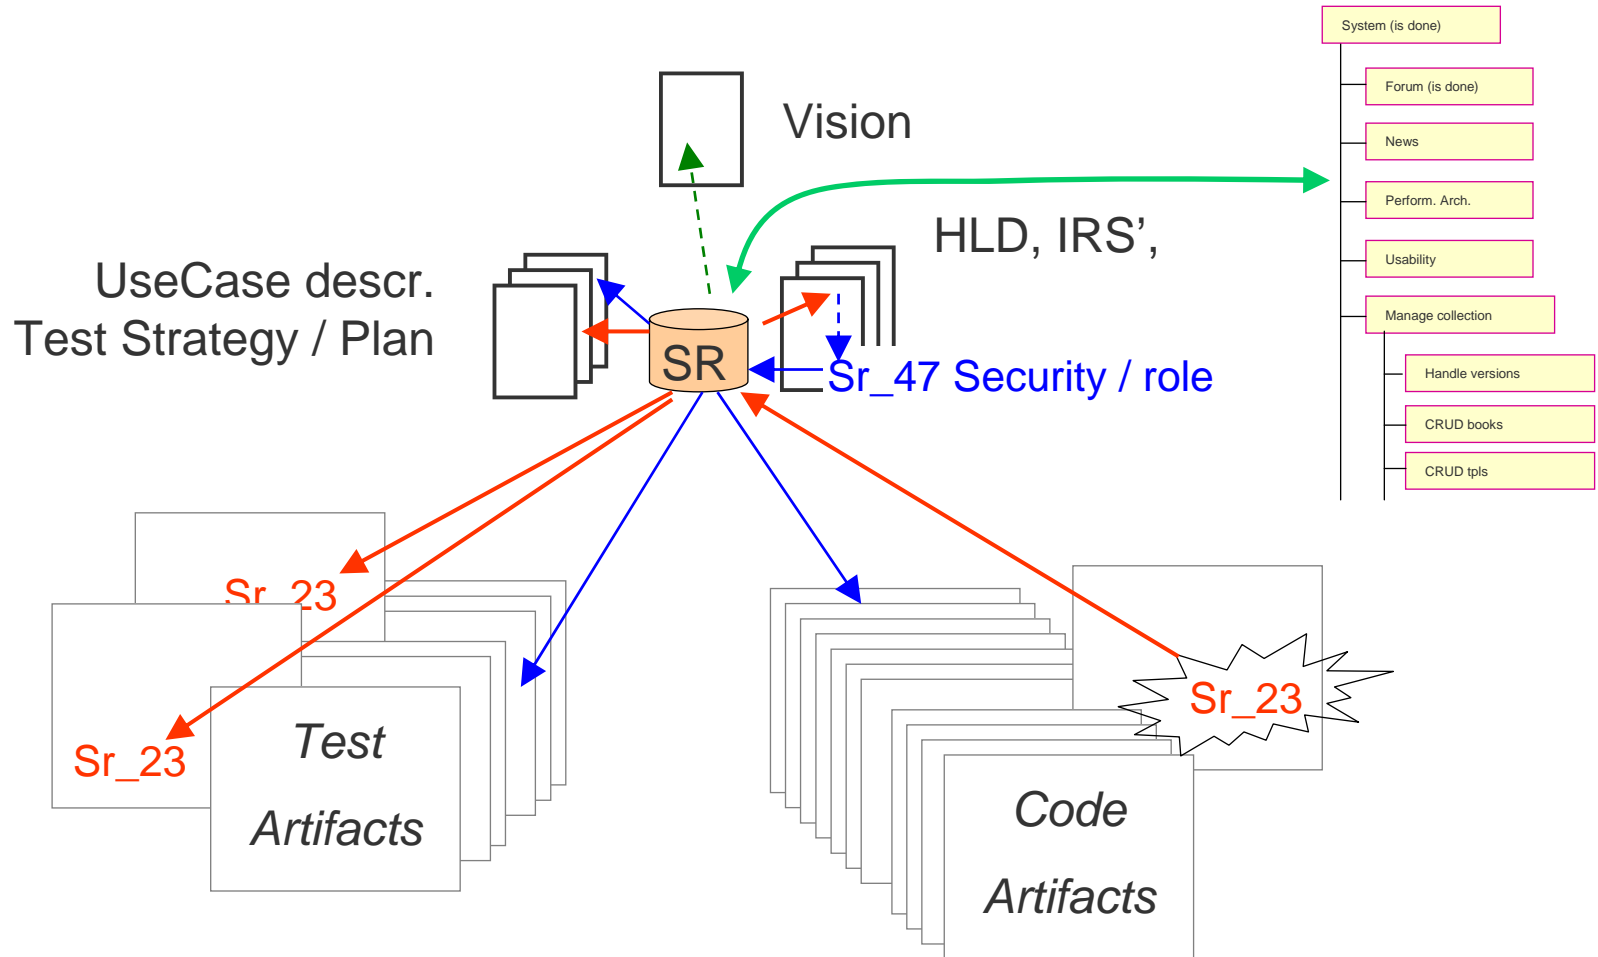 System (is done)
Forum (is done)
News
Perform. Arch.
Usability
Manage collection
Handle versions
CRUD books
CRUD tpls
Vision
HLD, IRS’,
UseCase descr.
Test Strategy / Plan
SR
Sr_47 Security / role
Sr_23
Sr_23
Test
Artifacts
Sr_23
Code
Artifacts